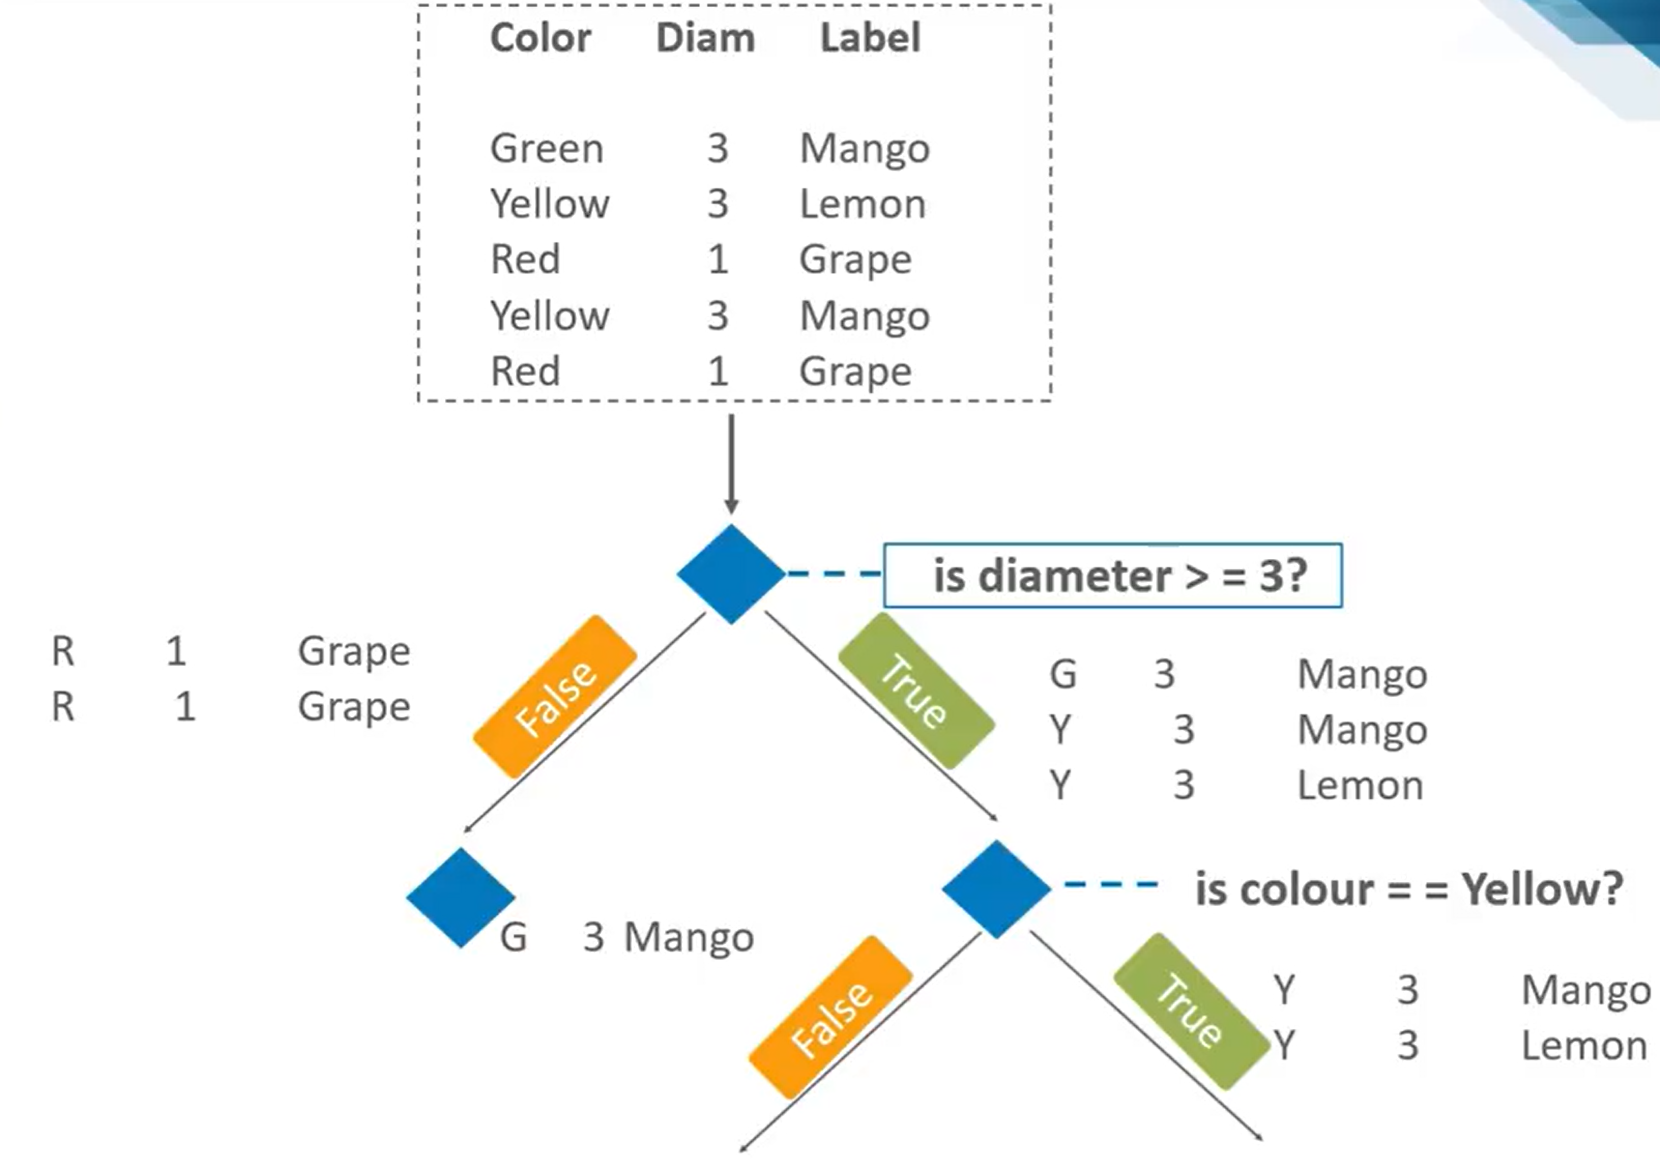 Color Diam Label
Green 3 Mango
Yellow 3 Lemon
Red 1 Grape
Yellow 3 Mango
Red 1 Grape
is diameter > = 3?
False
True
R 1 Grape
R 1 Grape
G 3 Mango
Y 3 Mango
Y 3 Lemon
is colour = = Yellow?
G 3 Mango
False
True
Y 3 Mango
Y 3 Lemon